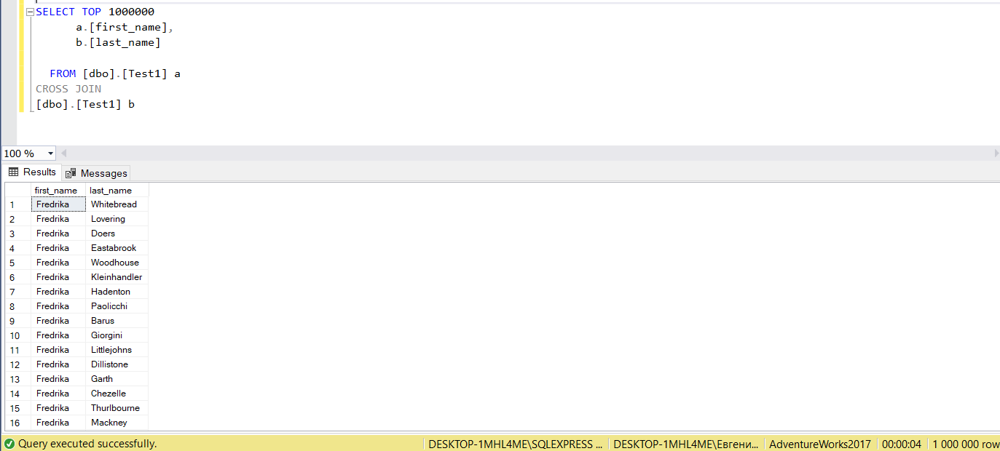 SELECT TOP 1000000
a.[first_name],
b.[last_name]
FROM [dbo].[Test1] a
CROSS JOIN
[dbo].[Test1] b
100 %
Results Messages
first_name last_name
1 Fredrika Whitebread
2 Fredrika Lovering
3 Fredrika Doers
4 Fredrika Eastabrook
5 Fredrika Woodhouse
6 Fredrika Kleinhandler
7 Fredrika Hadenton
8 Fredrika Paolicchi
9 Fredrika Barus
10 Fredrika Giorgini
11 Fredrika Littlejohns
12 Fredrika Dillistone
13 Fredrika Garth
14 Fredrika Chezelle
15 Fredrika Thurlbourne
16 Fredrika Mackney
Query executed successfully. DESKTOP-1MHL4ME\SQLEXPRESS ... DESKTOP-1MHL4ME\Евгени... AdventureWorks2017 00:00:04 1 000 000 row